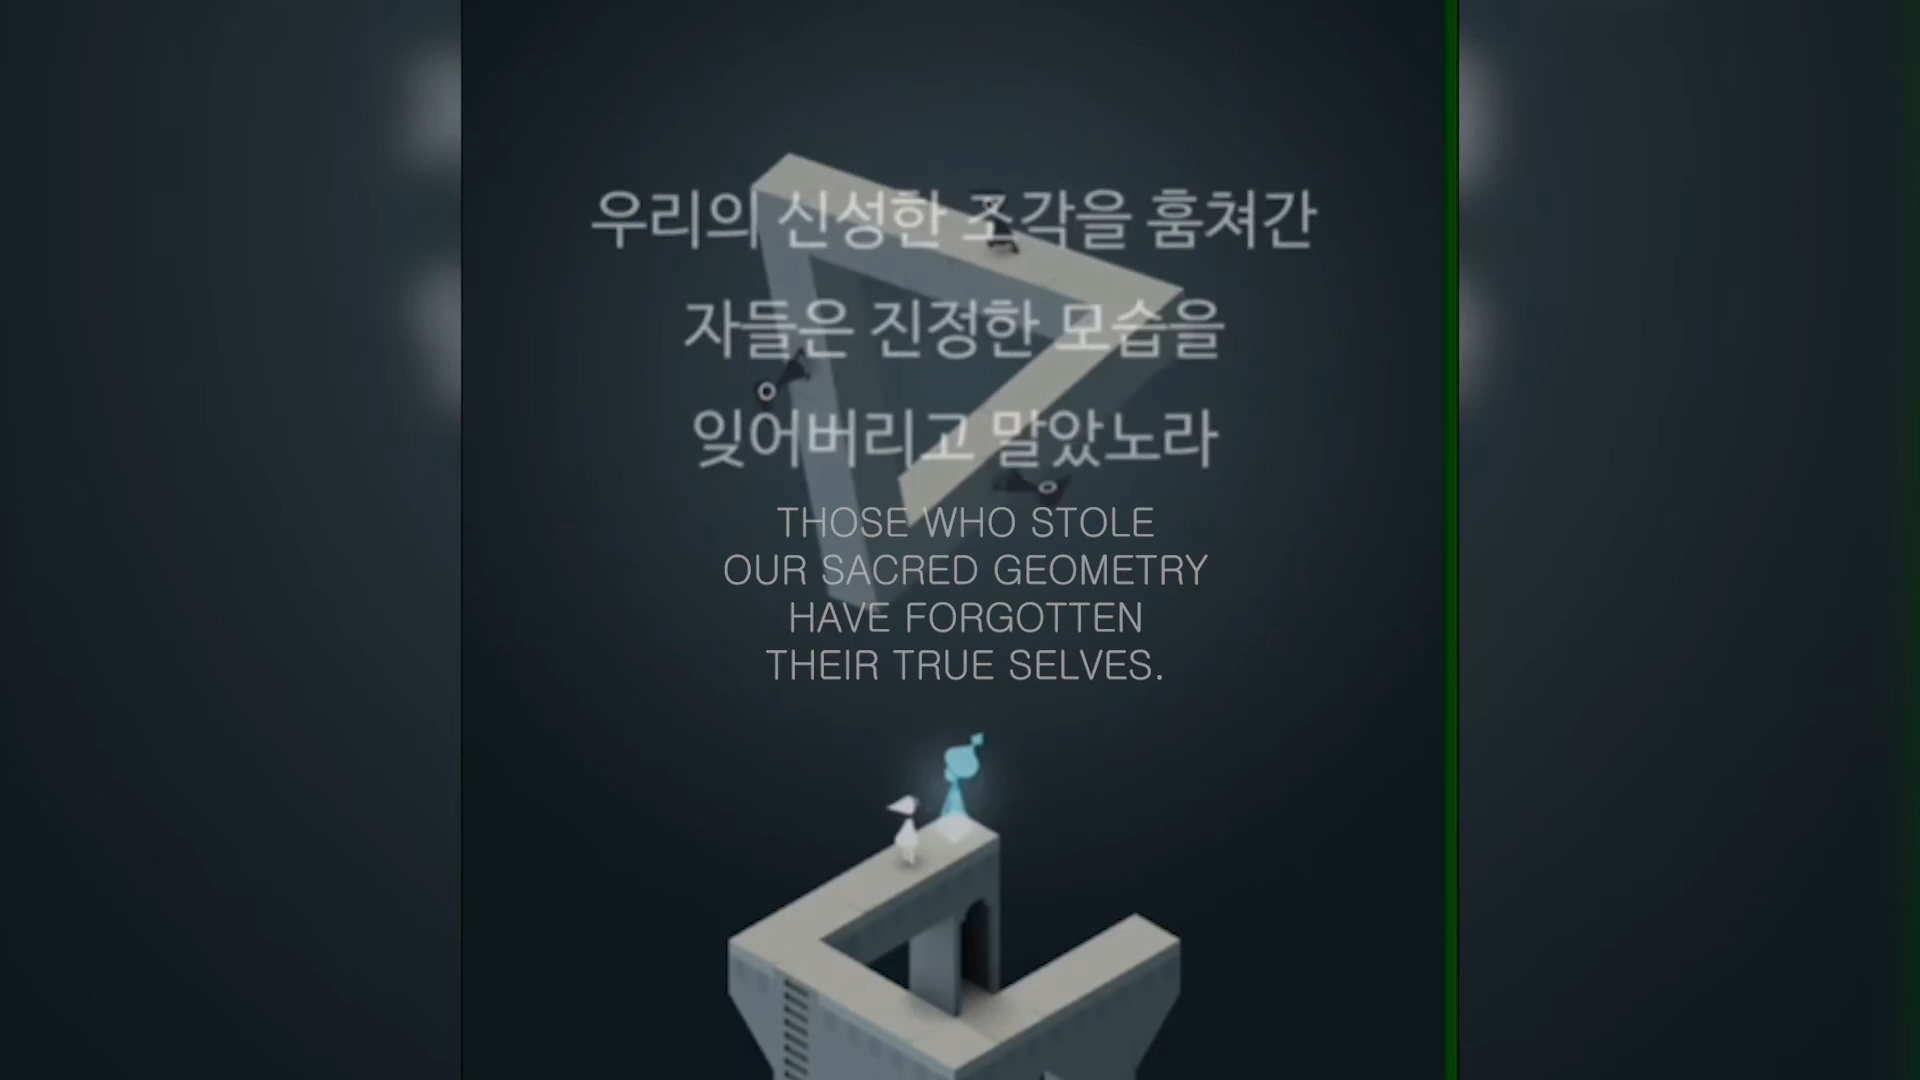 우리의 신성한 조각을 훔쳐간
자들은 진정한 모습을
잊어버리고 말았노라
THOSE WHO STOLE
OUR SACRED GEOMETRY
HAVE FORGOTTEN
THEIR TRUE SELVES.